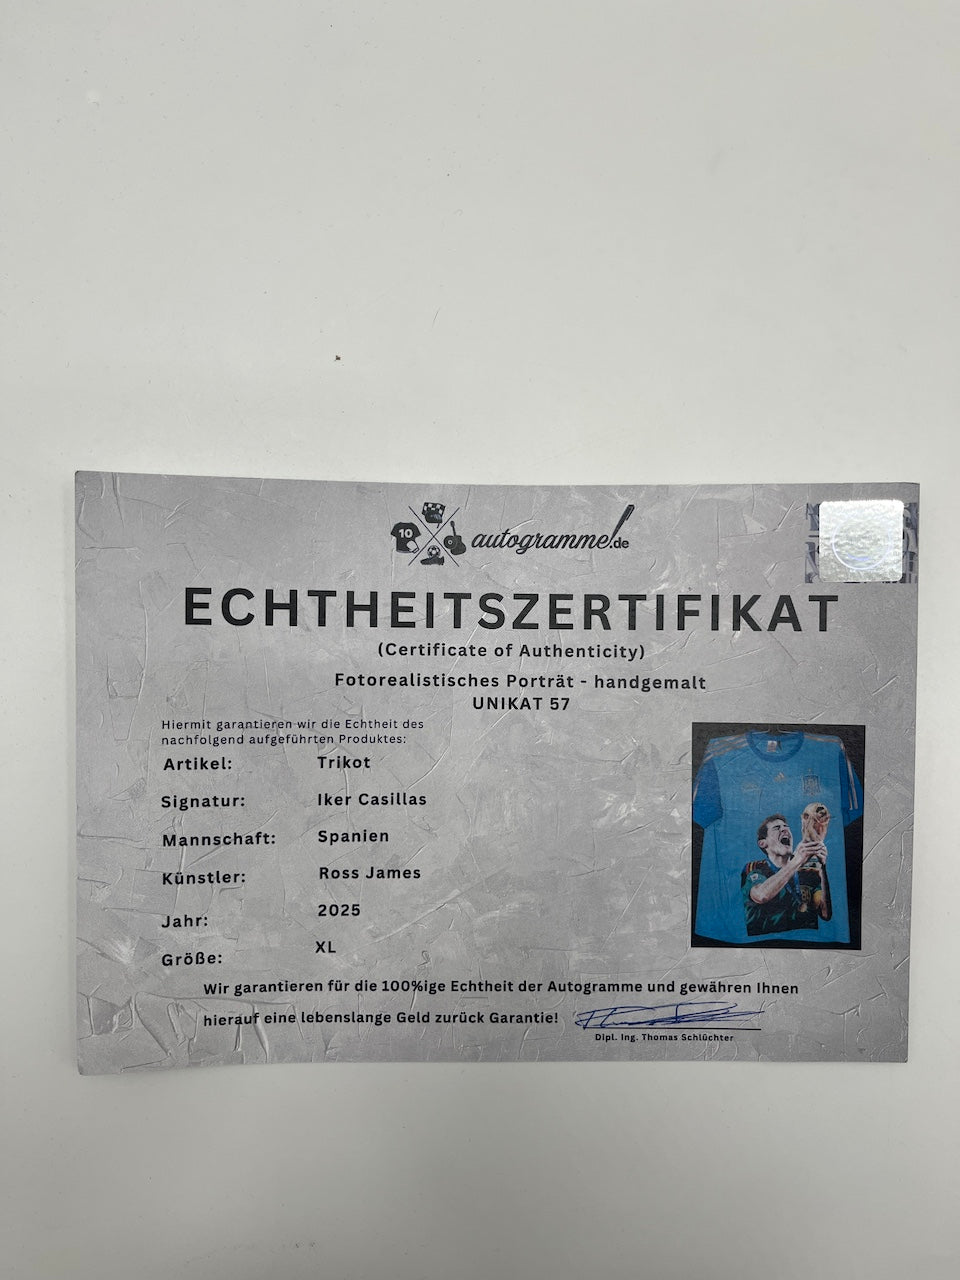 10
autogramme!.de
ECHTHEITSZERTIFIKAT
(Certificate of Authenticity)
Fotorealistisches Porträt - handgemalt
UNIKAT 57
Hiermit garantieren wir die Echtheit des
nachfolgend aufgeführten Produktes:
Artikel: Trikot
Signatur: Iker Casillas
Mannschaft: Spanien
Künstler: Ross James
Jahr: 2025
Größe: XL
Wir garantieren für die 100%ige Echtheit der Autogramme und gewähren Ihnen
hierauf eine lebenslange Geld zurück Garantie!
Dipl. Ing. Thomas Schlüchter